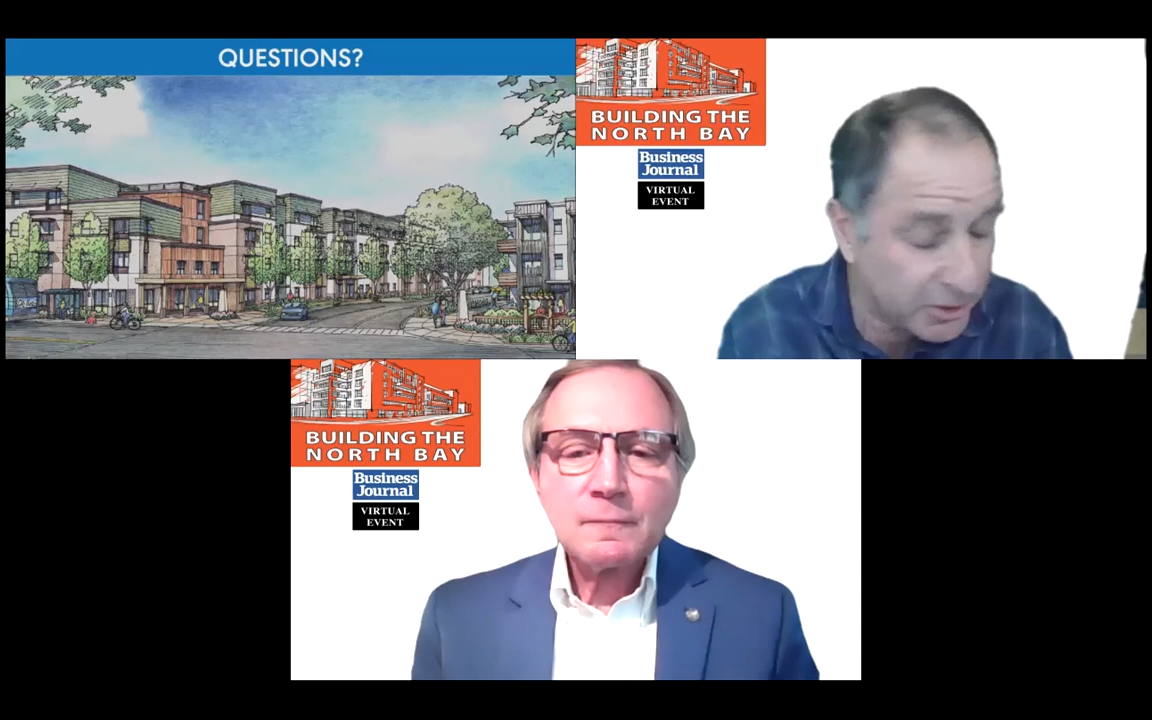 QUESTIONS?
BUILDING THE
NORTH BAY
Business
Journal
VIRTUAL
EVENT
BUILDING THE
NORTH BAY
Business
Journal
VIRTUAL
EVENT